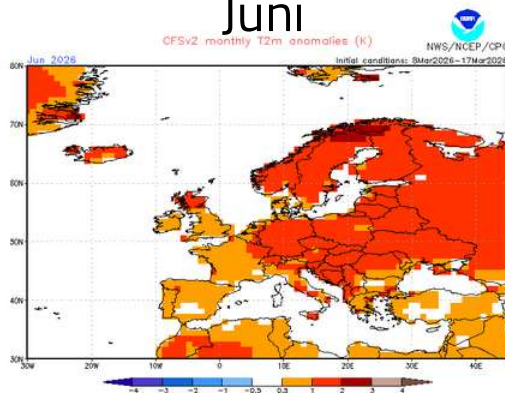 Juni
CFSv2 monthly T2m anomalies (K)
NWS/NCEP/CPC
Jun 2026
Initial conditions: 8Mar2026-17Mar2026
80N
70N
60N
50N
40N
30N
30W 20W 10W 0 10E 20E 30E 40E
-4 -3 -2 -1 -0.5 0.5 1 2 3 4